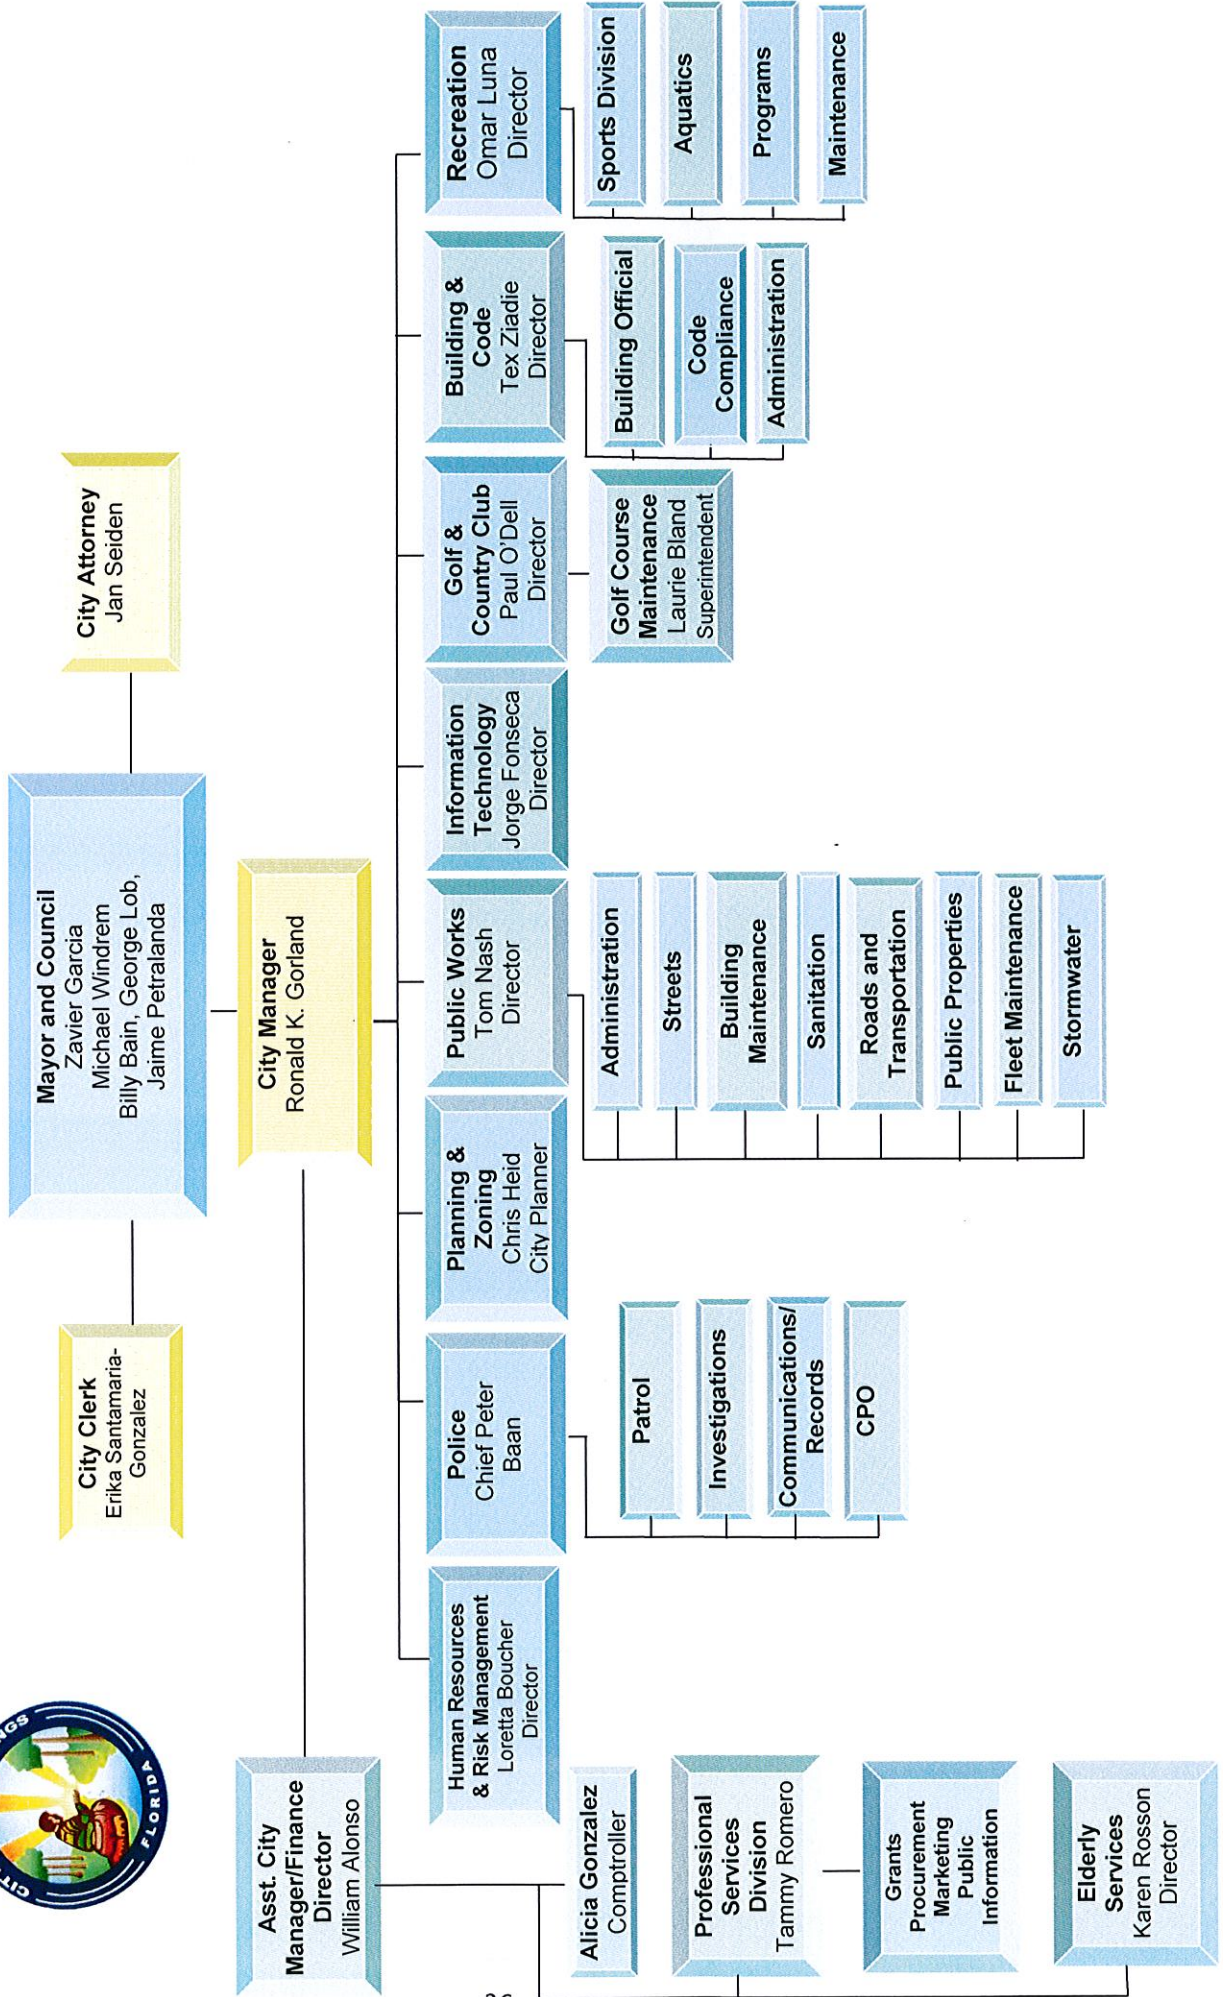 CIT
NGS
FLORIDA
City Clerk
Erika Santamaria-
Gonzalez
Mayor and Council
Zavier Garcia
Michael Windrem
Billy Bain, George Lob,
Jaime Petralanda
City Attorney
Jan Seiden
Asst. City
Manager/Finance
Director
William Alonso
City Manager
Ronald K. Gorland
Human Resources
& Risk Management
Loretta Boucher
Director
Police
Chief Peter
Baan
Planning &
Zoning
Chris Heid
City Planner
Public Works
Tom Nash
Director
Information
Technology
Jorge Fonseca
Director
Golf &
Country Club
Paul O'Dell
Director
Building &
Code
Tex Ziadie
Director
Recreation
Omar Luna
Director
Alicia Gonzalez
Comptroller
Professional
Services
Division
Tammy Romero
Grants
Procurement
Marketing
Public
Information
Elderly
Services
Karen Rosson
Director
Patrol
Investigations
Communications/
Records
CPO
Administration
Streets
Building
Maintenance
Sanitation
Roads and
Transportation
Public Properties
Fleet Maintenance
Stormwater
Golf Course
Maintenance
Laurie Bland
Superintendent
Building Official
Code
Compliance
Administration
Sports Division
Aquatics
Programs
Maintenance